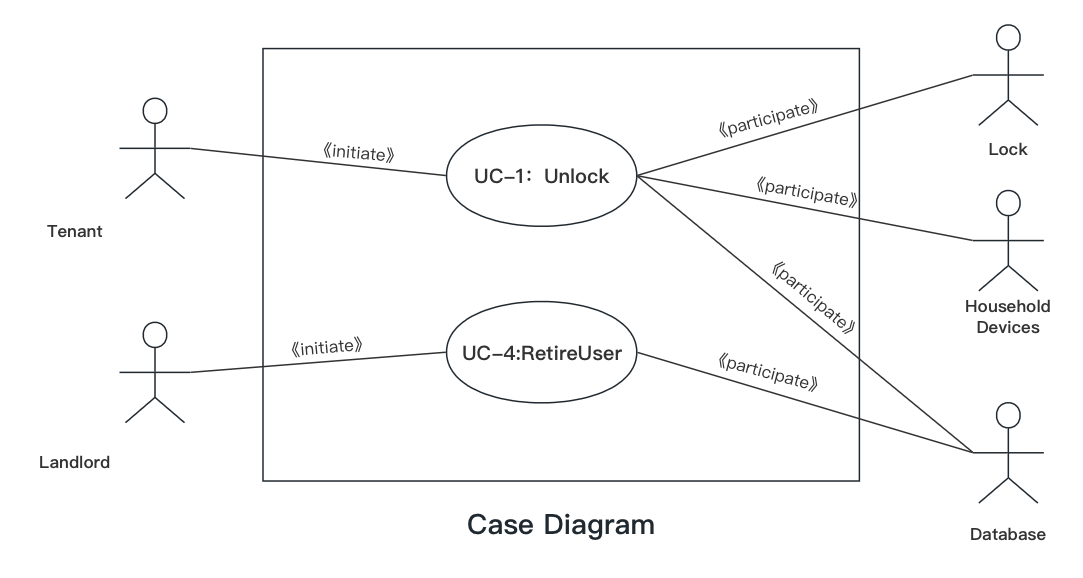 《participate》
Lock
《initiate》
UC-1: Unlock
《participate》
Tenant
《participate》
Household
Devices
《initiate》
UC-4:RetireUser
《participate》
Landlord
Case Diagram
Database